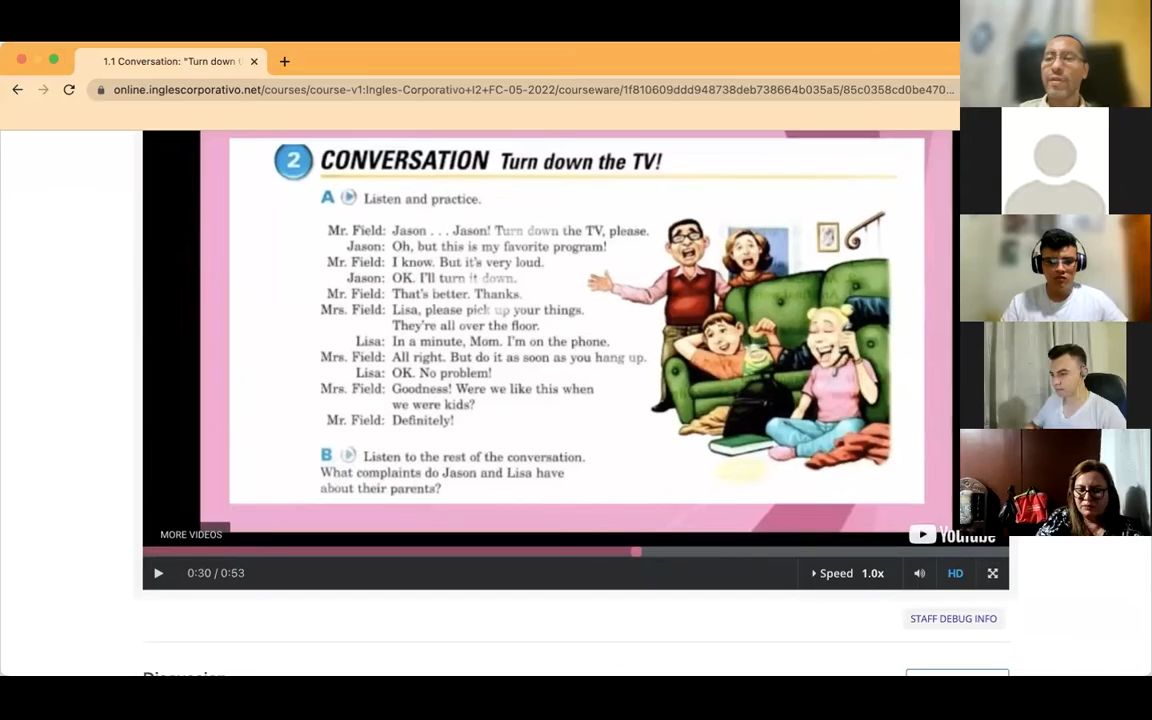 1.1 Conversation: "Turn down t
online.inglescorporativo.net/courses/course-v1:Ingles-Corporativo+I2+FC-05-2022/courseware/1f810609ddd948738deb738664b035a5/85c0358cd0be470...
2 CONVERSATION Turn down the TV!
A Listen and practice.
Mr. Field: Jason . . . Jason! Turn down the TV, please.
Jason: Oh, but this is my favorite program!
Mr. Field: I know. But it's very loud.
Jason: OK. I'll turn it down.
Mr. Field: That's better. Thanks.
Mrs. Field: Lisa, please pick up your things.
They're all over the floor.
Lisa: In a minute, Mom. I'm on the phone.
Mrs. Field: All right. But do it as soon as you hang up.
Lisa: OK. No problem!
Mrs. Field: Goodness! Were we like this when
we were kids?
Mr. Field: Definitely!
B Listen to the rest of the conversation.
What complaints do Jason and Lisa have
about their parents?
MORE VIDEOS
YouTube
0:30 / 0:53
Speed 1.0x
HD
STAFF DEBUG INFO
Discussion